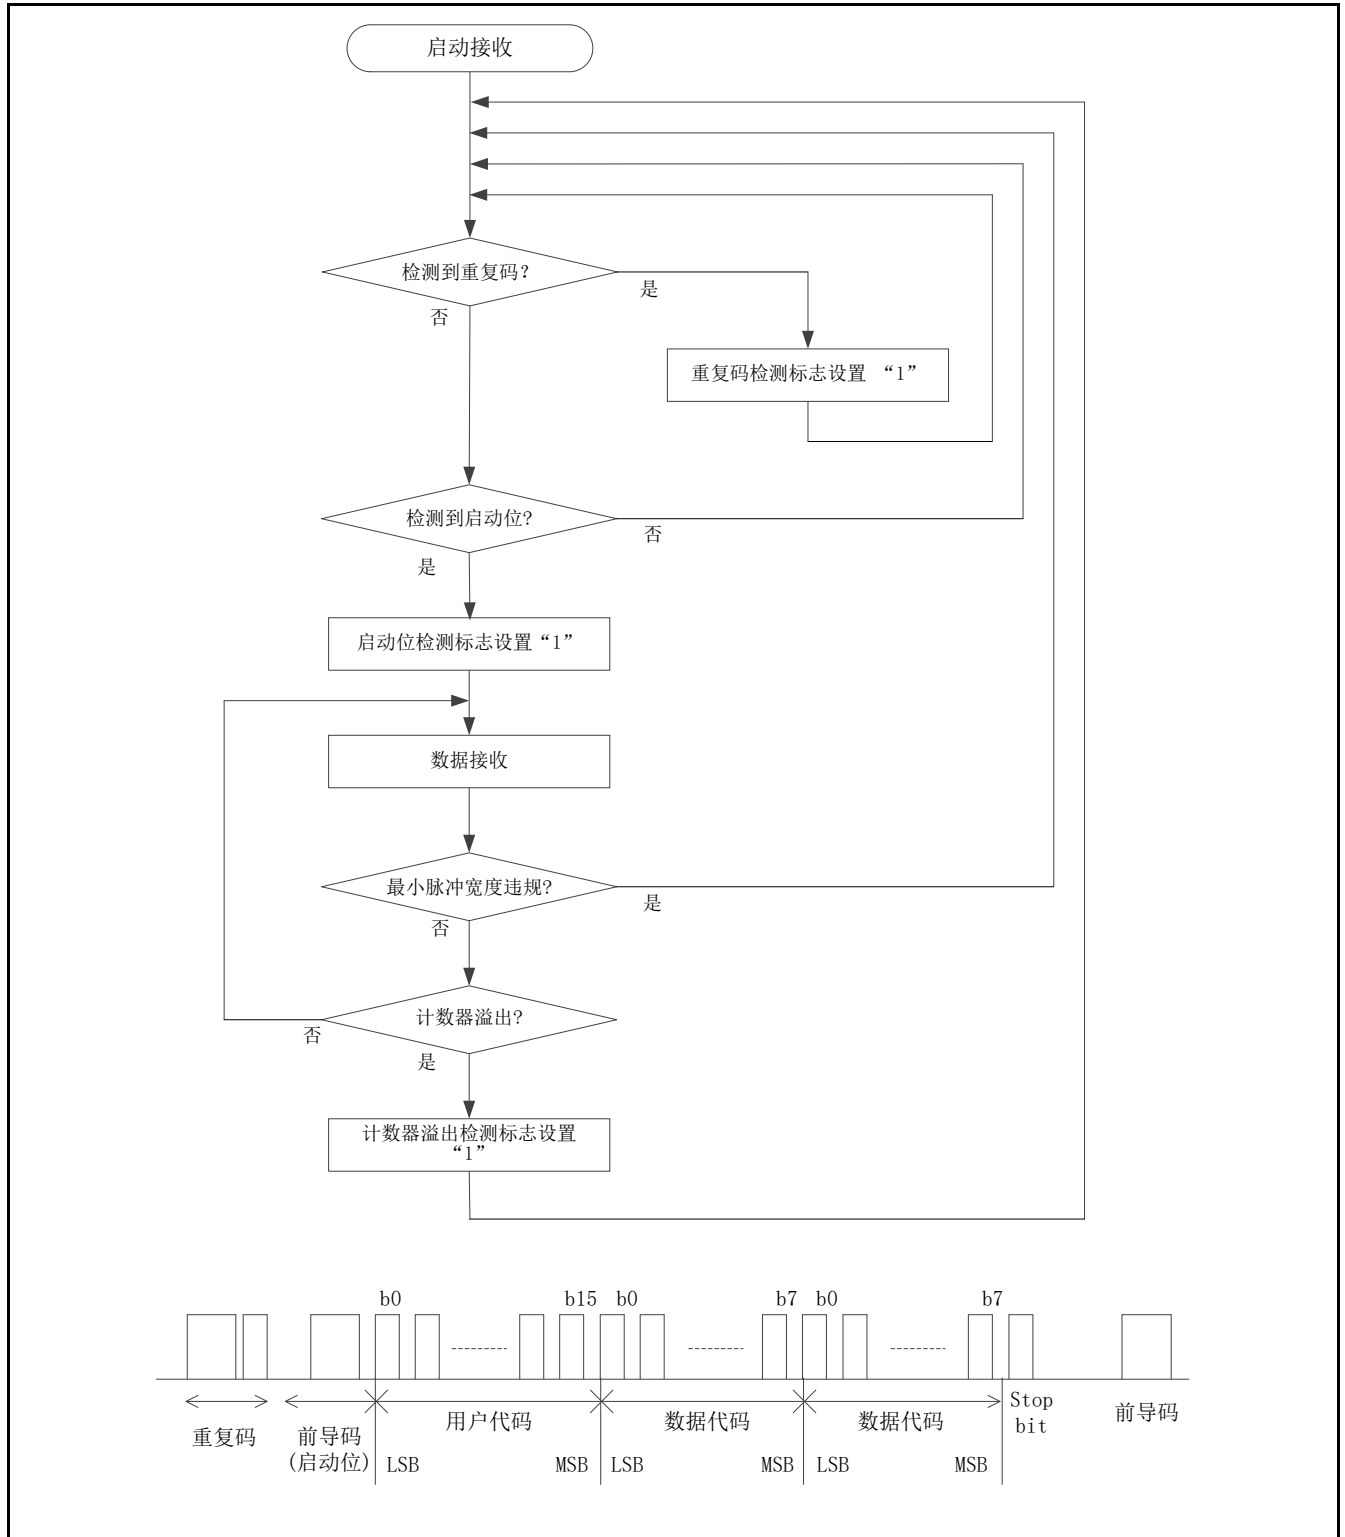 启动接收
检测到重复码?
是
否
重复码检测标志设置 “1”
检测到启动位?
否
是
启动位检测标志设置“1”
数据接收
最小脉冲宽度违规?
是
否
计数器溢出?
否
是
计数器溢出检测标志设置
“1”
b0 b15 b0 b7 b0 b7
重复码
前导码
(启动位)
用户代码
数据代码
数据代码
Stop
bit
前导码
LSB MSB LSB MSB LSB MSB